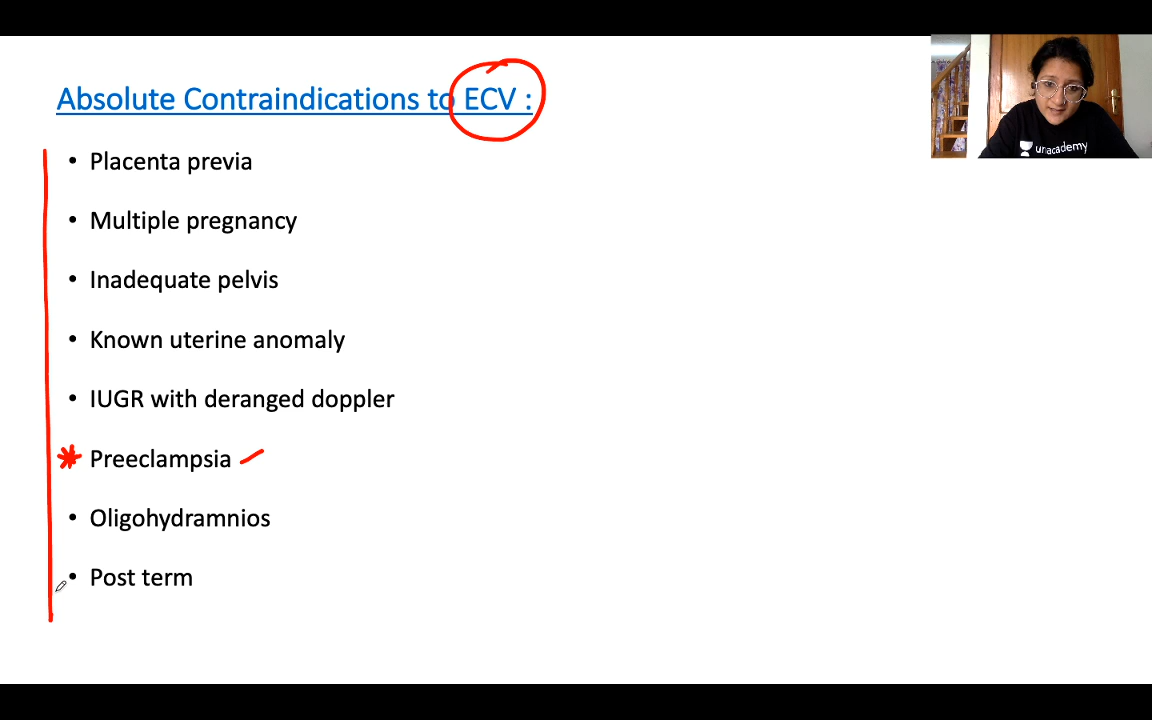 Absolute Contraindications to ECV :
• Placenta previa
• Multiple pregnancy
• Inadequate pelvis
• Known uterine anomaly
• IUGR with deranged doppler
Preeclampsia
• Oligohydramnios
• Post term
unacademy